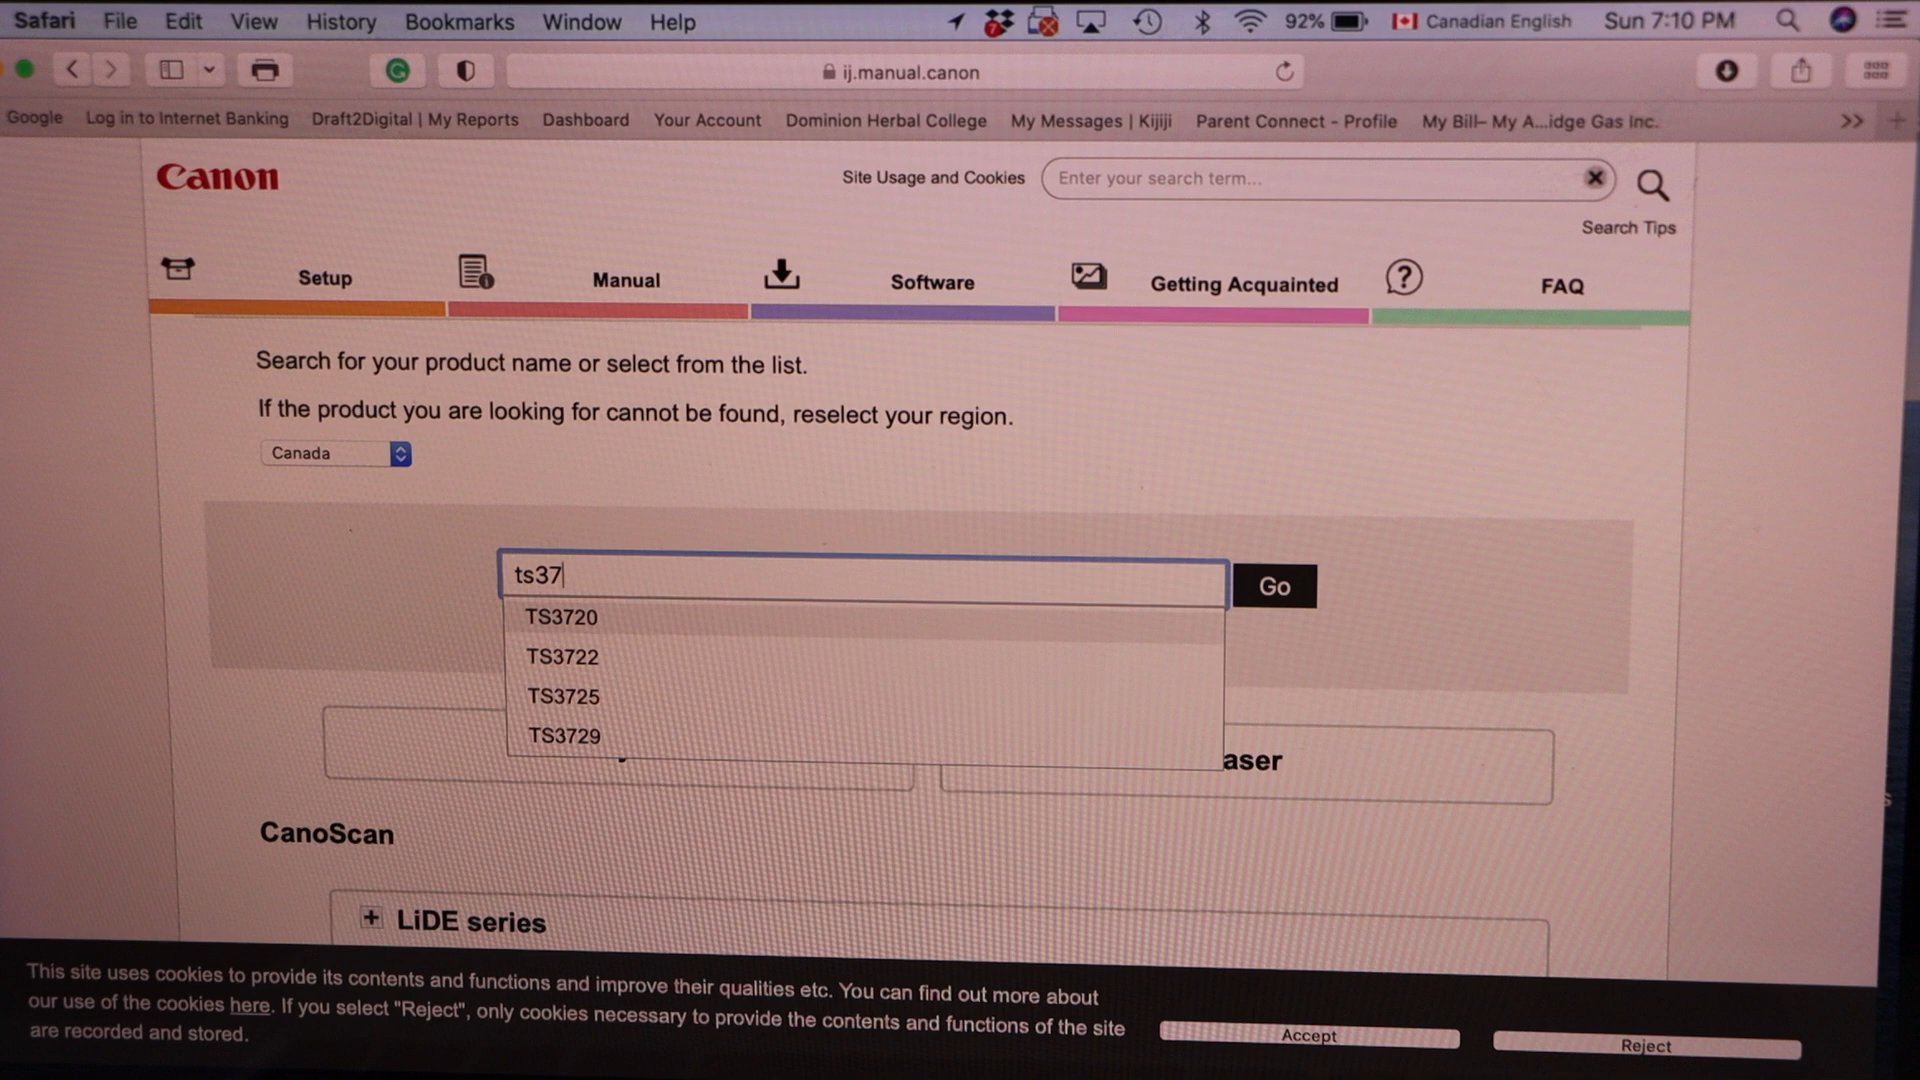 Safari File Edit View History Bookmarks Window Help 7 92% Canadian English Sun 7:10 PM
ij.manual.canon
Google Log in to Internet Banking Draft2Digital | My Reports Dashboard Your Account Dominion Herbal College My Messages | Kijiji Parent Connect - Profile My Bill– My A...idge Gas Inc. >> +
Canon Site Usage and Cookies Enter your search term...
Search Tips
Setup Manual Software Getting Acquainted FAQ
Search for your product name or select from the list.
If the product you are looking for cannot be found, reselect your region.
Canada
ts37 Go
TS3720
TS3722
TS3725
TS3729
aser
CanoScan
+ LiDE series
This site uses cookies to provide its contents and functions and improve their qualities etc. You can find out more about
our use of the cookies here. If you select "Reject", only cookies necessary to provide the contents and functions of the site
are recorded and stored.
Accept Reject